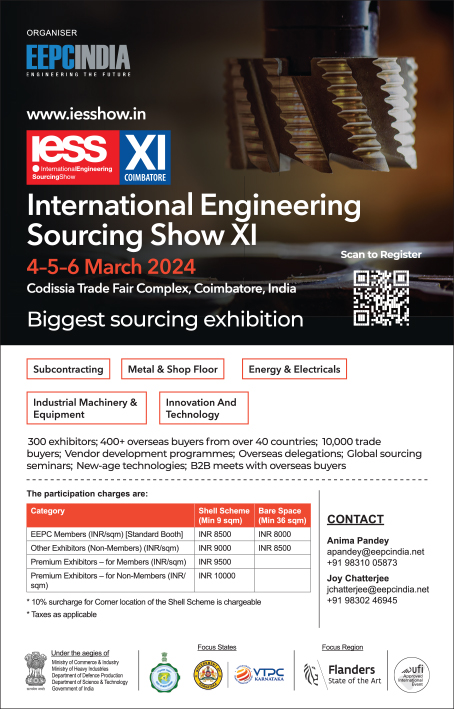 ORGANISER
EEPCINDIA
ENGINEERING THE FUTURE
www.iesshow.in
iess
InternationalEngineering
SourcingShow
XI
COIMBATORE
International Engineering
Sourcing Show XI
4-5-6 March 2024
Codissia Trade Fair Complex, Coimbatore, India
Biggest sourcing exhibition
Scan to Register
Subcontracting
Metal & Shop Floor
Energy & Electricals
Industrial Machinery &
Equipment
Innovation And
Technology
300 exhibitors; 400+ overseas buyers from over 40 countries; 10,000 trade
buyers; Vendor development programmes; Overseas delegations; Global sourcing
seminars; New-age technologies; B2B meets with overseas buyers
The participation charges are:
Category Shell Scheme (Min 9 sqm) Bare Space (Min 36 sqm)
EEPC Members (INR/sqm) [Standard Booth] INR 8500 INR 8000
Other Exhibitors (Non-Members) (INR/sqm) INR 9000 INR 8500
Premium Exhibitors – for Members (INR/sqm) INR 9500
Premium Exhibitors – for Non-Members (INR/
sqm) INR 10000
* 10% surcharge for Corner location of the Shell Scheme is chargeable
* Taxes as applicable
CONTACT
Anima Pandey
apandey@eepcindia.net
+91 98310 05873
Joy Chatterjee
jchatterjee@eepcindia.net
+91 98302 46945
Under the aegies of
Ministry of Commerce & Industry
Ministry of Heavy Industries
Department of Defence Production
Department of Science & Technology
Government of India
Focus States
VTPC
KARNATAKA
Focus Region
Flanders
State of the Art
ufi
Approved
International
Event